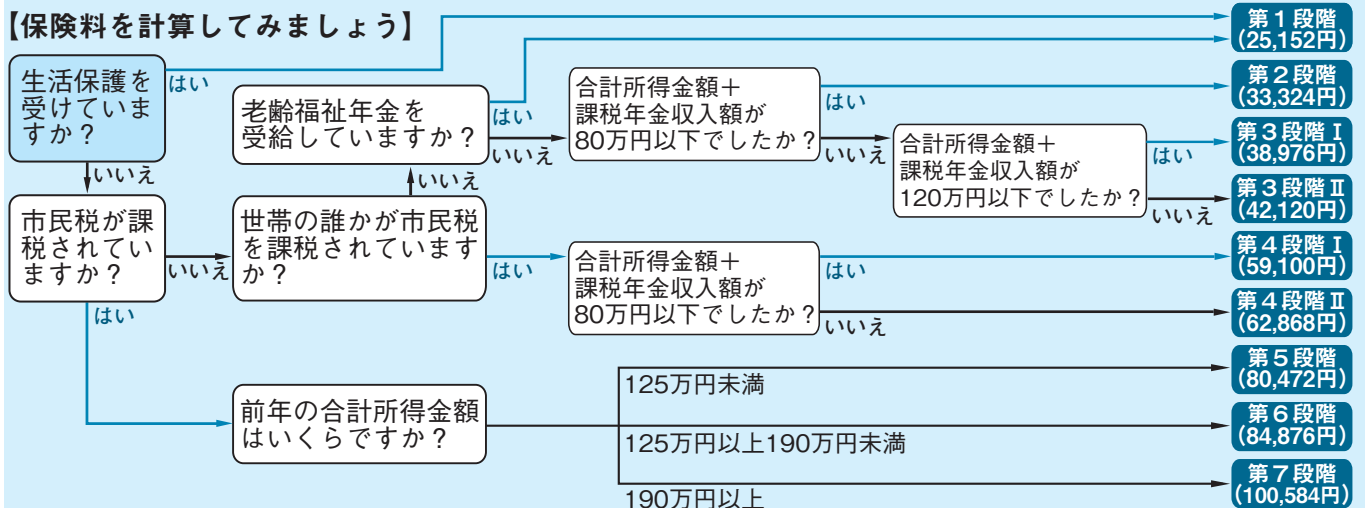 【保険料を計算してみましょう】
生活保護を
受けていま
すか？
はい
いいえ
市民税が課
税されてい
ますか？
いいえ
はい
老齢福祉年金を
受給していますか？
はい
いいえ
いいえ
世帯の誰かが市民税
を課税されています
か？
はい
合計所得金額＋
課税年金収入額が
80万円以下でしたか？
はい
いいえ
合計所得金額＋
課税年金収入額が
120万円以下でしたか？
はい
いいえ
合計所得金額＋
課税年金収入額が
80万円以下でしたか？
はい
いいえ
前年の合計所得金額
はいくらですか？
125万円未満
125万円以上190万円未満
190万円以上
第１段階
(25,152円)
第２段階
(33,324円)
第３段階Ⅰ
(38,976円)
第３段階Ⅱ
(42,120円)
第４段階Ⅰ
(59,100円)
第４段階Ⅱ
(62,868円)
第５段階
(80,472円)
第６段階
(84,876円)
第７段階
(100,584円)